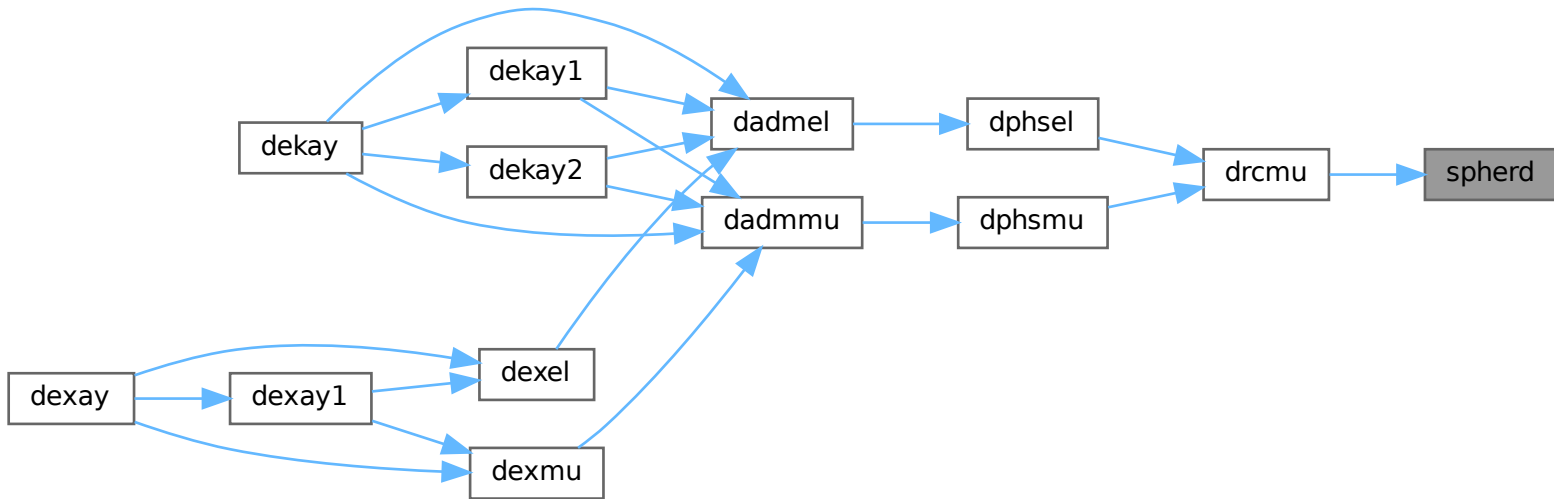 dekay1
dadmel
dphsel
dekay
dekay2
drcmu
spherd
dadmmu
dphsmu
dexel
dexay
dexay1
dexmu